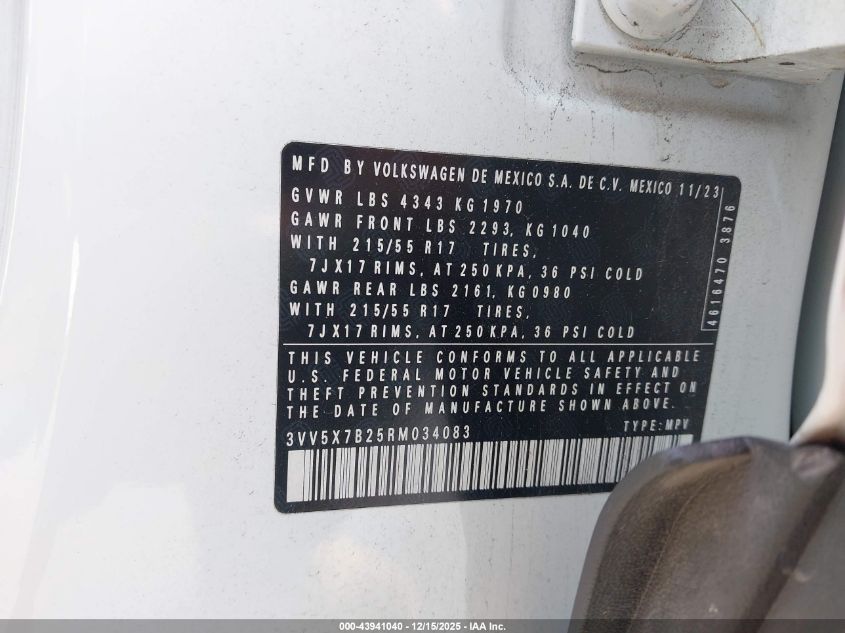 MFD BY VOLKSWAGEN DE MEXICO S.A. DE C.V. MEXICO 11/23
GVWR LBS 4343 KG 1970
GAWR FRONT LBS 2293, KG 1040
WITH 215/55 R17 TIRES,
7JX17 RIMS, AT 250 KPA, 36 PSI COLD
GAWR REAR LBS 2161, KG 0980
WITH 215/55 R17 TIRES,
7JX17 RIMS, AT 250 KPA, 36 PSI COLD
4616470 3876
THIS VEHICLE CONFORMS TO ALL APPLICABLE
U.S. FEDERAL MOTOR VEHICLE SAFETY AND
THEFT PREVENTION STANDARDS IN EFFECT ON
THE DATE OF MANUFACTURE SHOWN ABOVE.
3VV5X7B25RM034083 TYPE: MPV
000-43941040 - 12/15/2025 - IAA Inc.